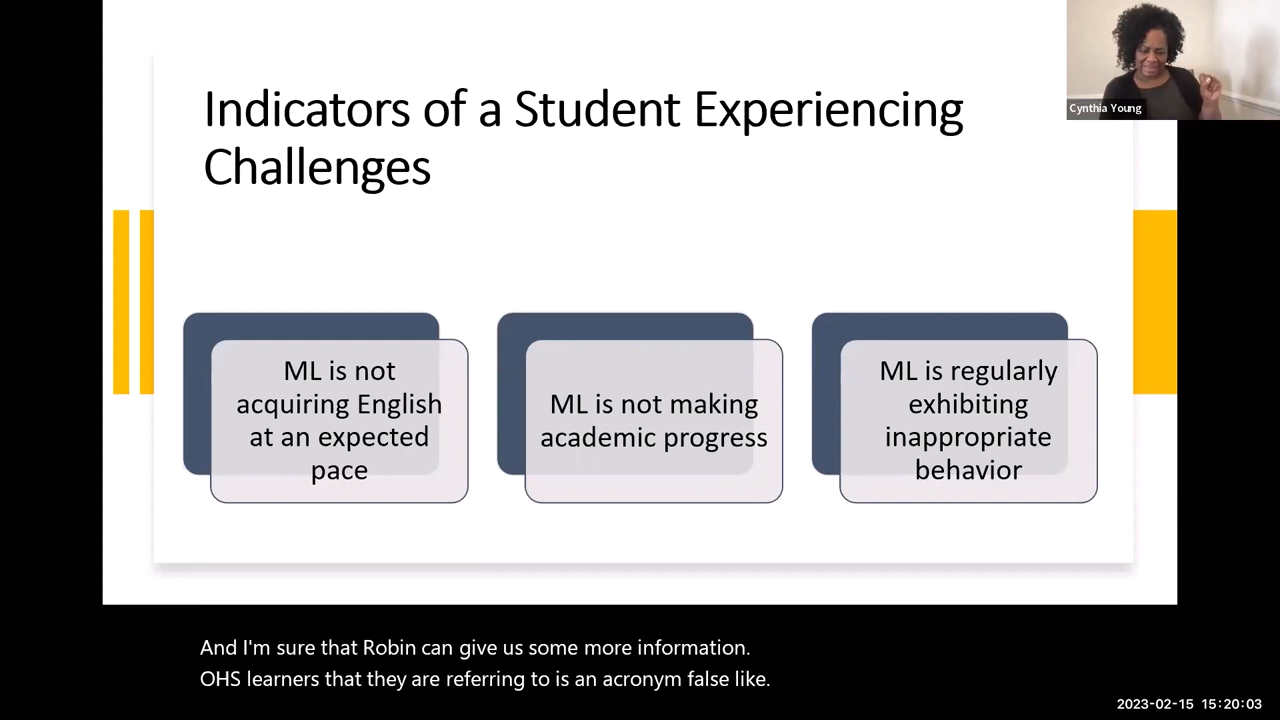 Indicators of a Student Experiencing
Challenges
Cynthia Young
ML is not
acquiring English
at an expected
pace
ML is not making
academic progress
ML is regularly
exhibiting
inappropriate
behavior
And I'm sure that Robin can give us some more information.
OHS learners that they are referring to is an acronym false like.
2023-02-15 15:20:03